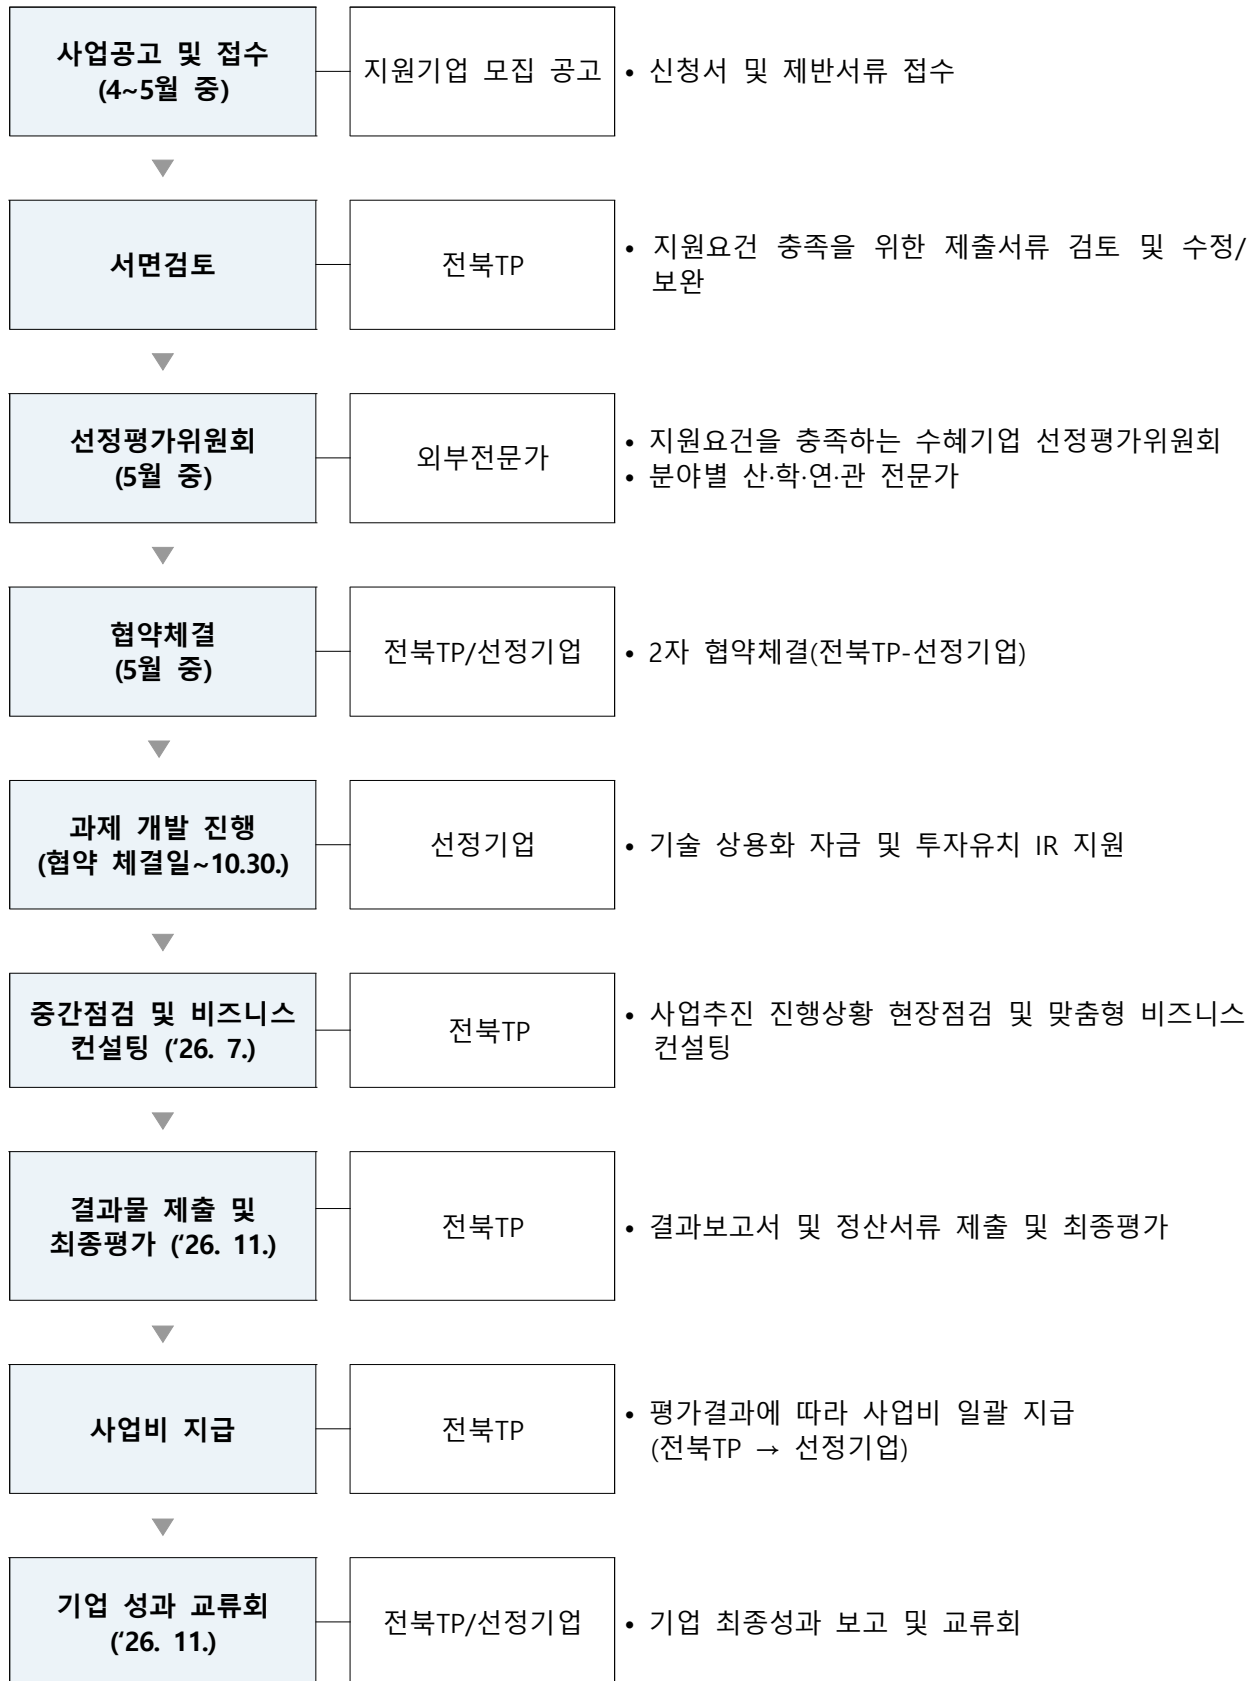 사업공고 및 접수
(4~5월 중)
지원기업 모집 공고
• 신청서 및 제반서류 접수
서면검토
전북TP
• 지원요건 충족을 위한 제출서류 검토 및 수정/
보완
선정평가위원회
(5월 중)
외부전문가
• 지원요건을 충족하는 수혜기업 선정평가위원회
• 분야별 산·학·연·관 전문가
협약체결
(5월 중)
전북TP/선정기업
• 2자 협약체결(전북TP-선정기업)
과제 개발 진행
(협약 체결일~10.30.)
선정기업
• 기술 상용화 자금 및 투자유치 IR 지원
중간점검 및 비즈니스
컨설팅 (‘26. 7.)
전북TP
• 사업추진 진행상황 현장점검 및 맞춤형 비즈니스
컨설팅
결과물 제출 및
최종평가 (‘26. 11.)
전북TP
• 결과보고서 및 정산서류 제출 및 최종평가
사업비 지급
전북TP
• 평가결과에 따라 사업비 일괄 지급
(전북TP → 선정기업)
기업 성과 교류회
(‘26. 11.)
전북TP/선정기업
• 기업 최종성과 보고 및 교류회